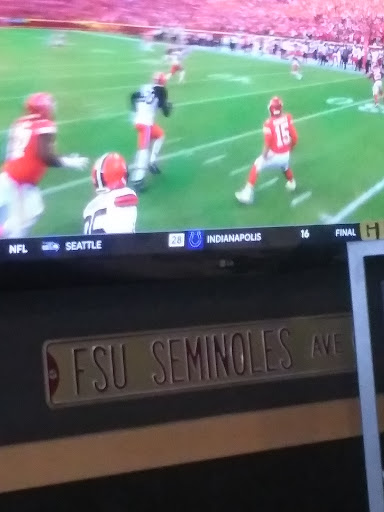 15
NFL SEATTLE 28 INDIANAPOLIS 16 FINAL H
FSU SEMINOLES AVE